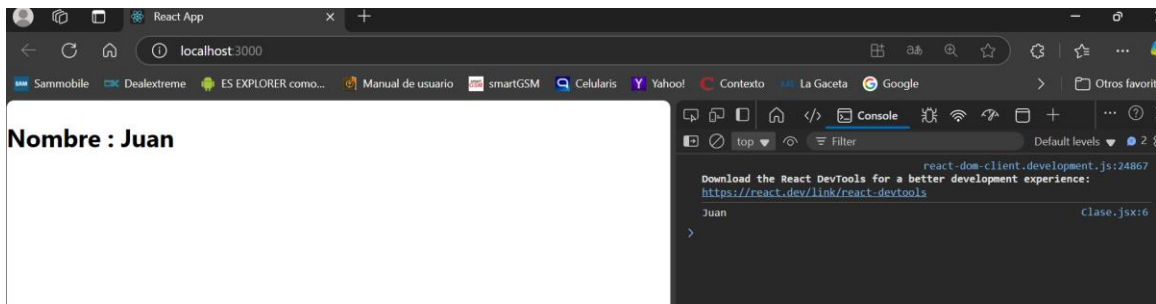 React App
localhost:3000
Sammobile Dealextreme ES EXPLORER como... Manual de usuario smartGSM Celularis Yahoo! Contexto La Gaceta Google Otros favorit
Console
top Filter Default levels 2
react-dom-client.development.js:24867
Download the React DevTools for a better development experience:
https://react.dev/link/react-devtools
Juan Clase.jsx:6
Nombre : Juan